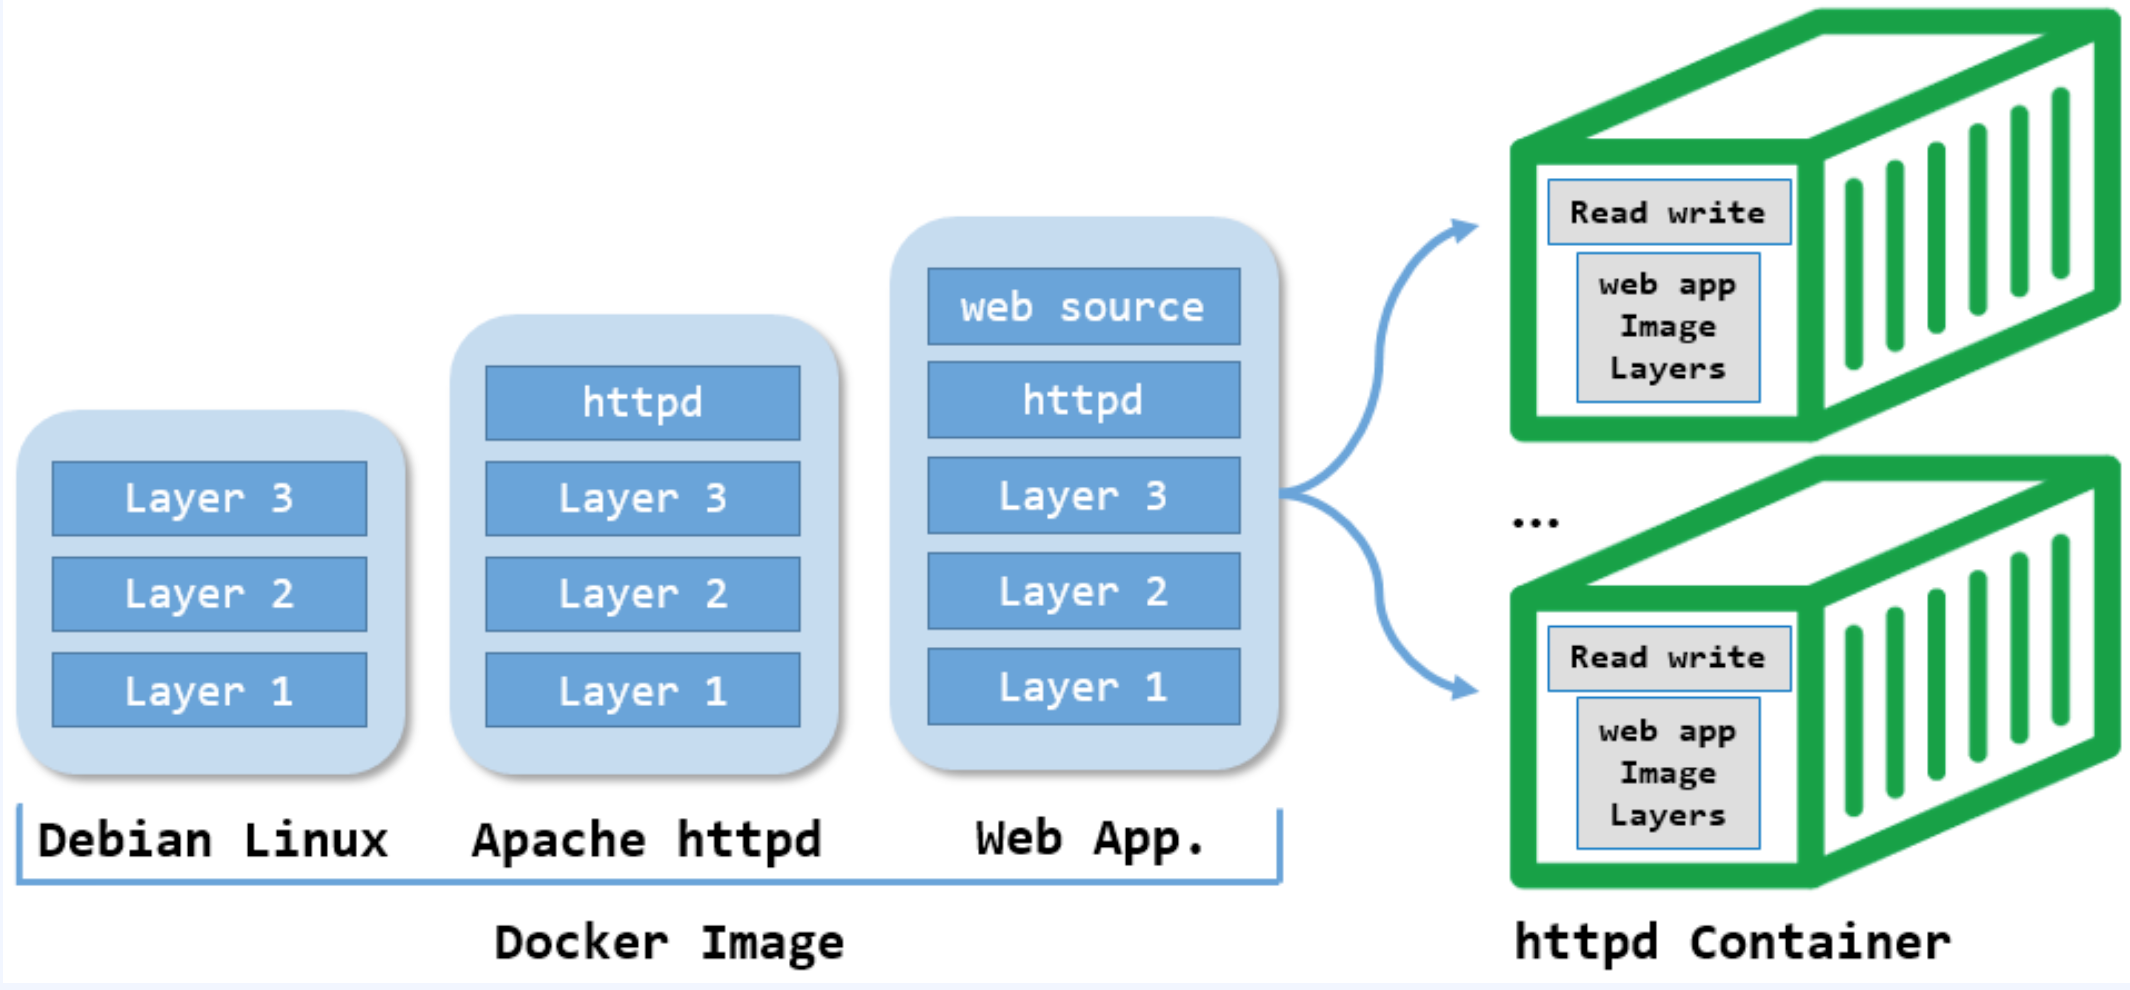 Layer 3
Layer 2
Layer 1
Debian Linux
httpd
Layer 3
Layer 2
Layer 1
Apache httpd
web source
httpd
Layer 3
Layer 2
Layer 1
Web App.
Docker Image
Read write
web app
Image
Layers
...
Read write
web app
Image
Layers
httpd Container